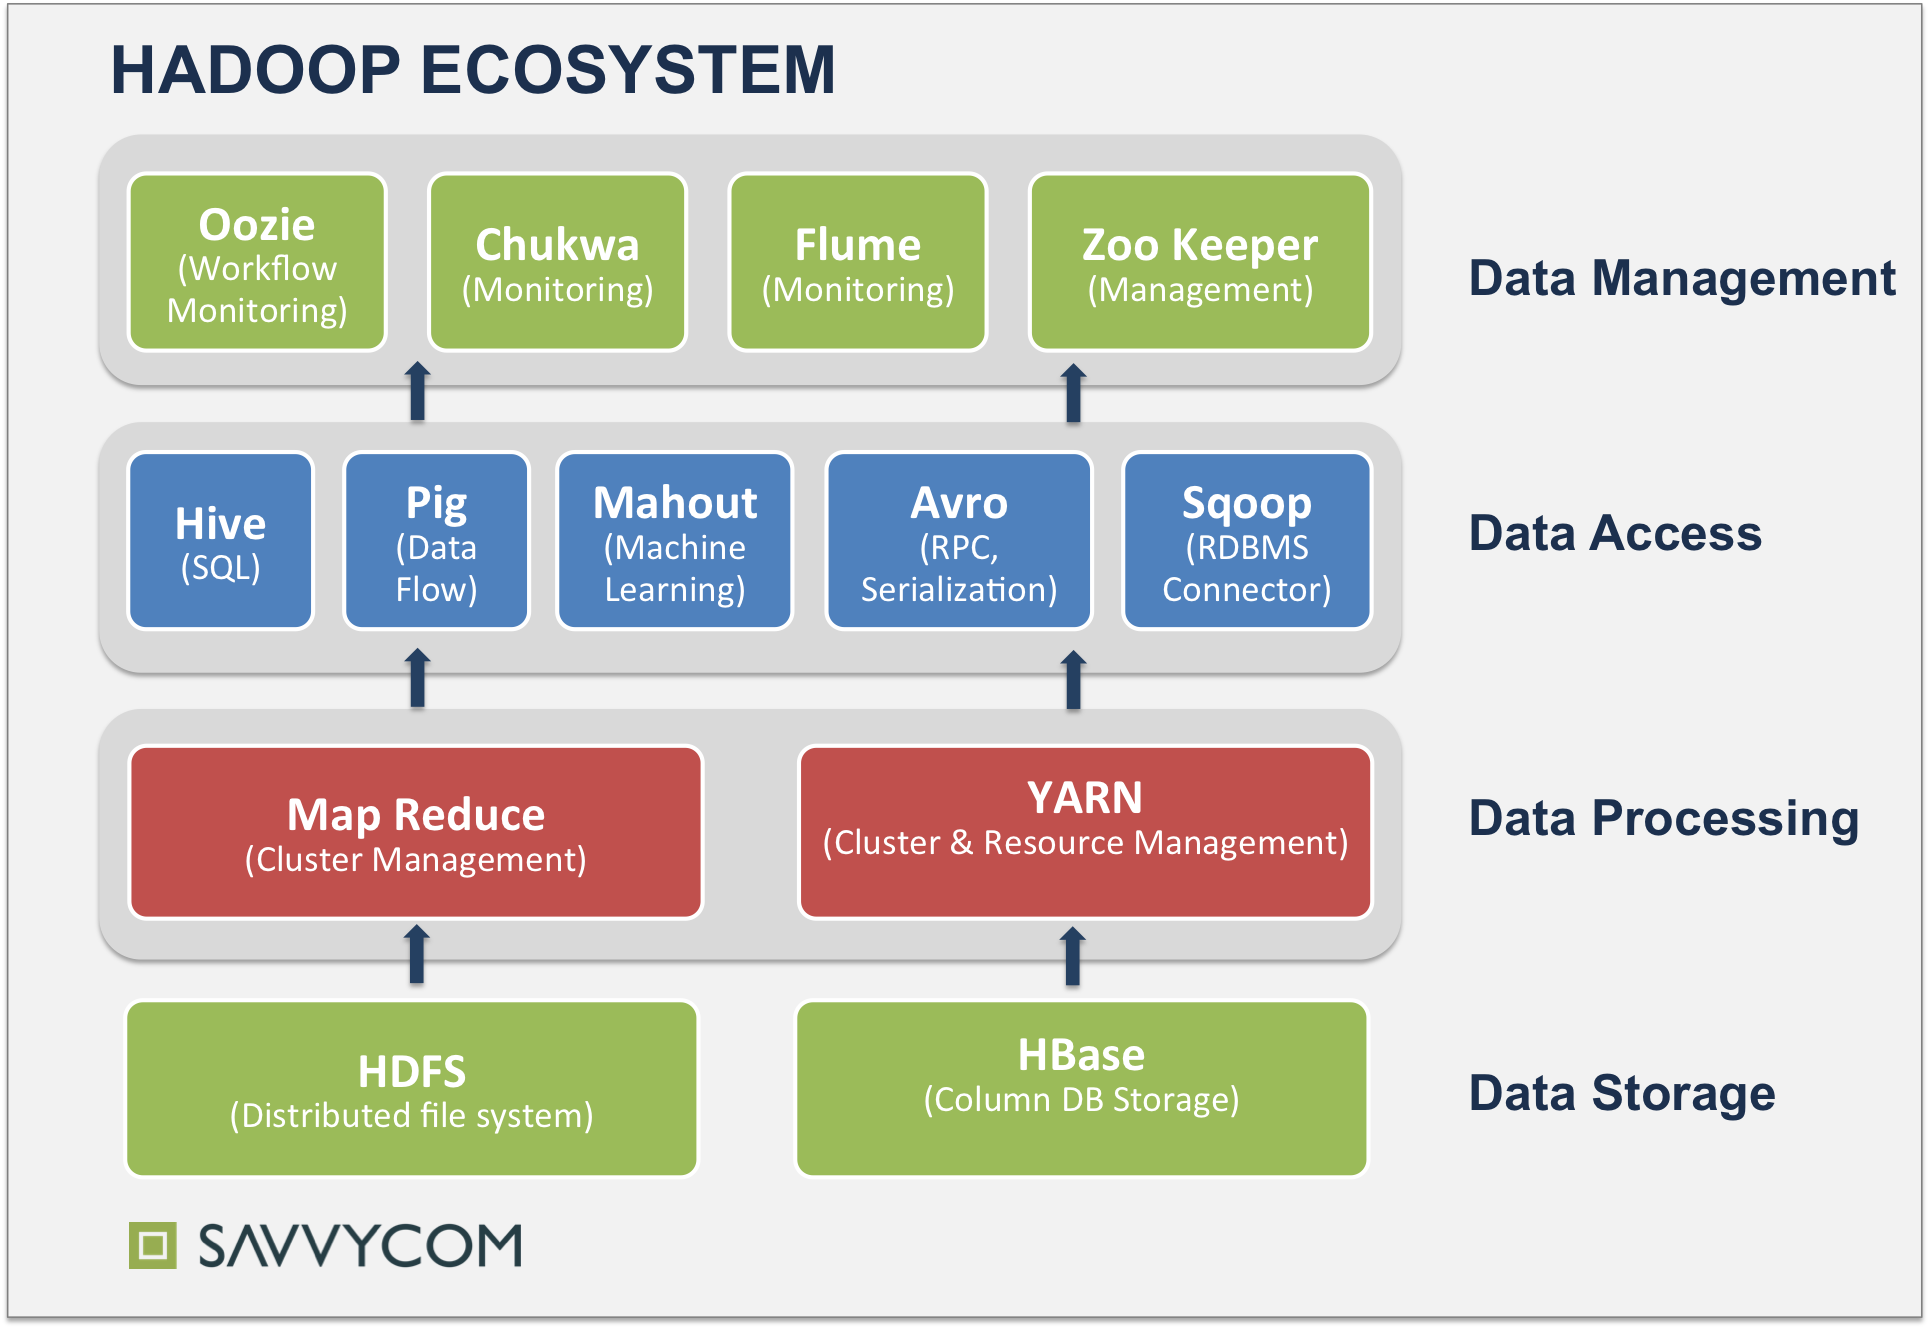 HADOOP ECOSYSTEM
Oozie
(Workflow
Monitoring)
Chukwa
(Monitoring)
Flume
(Monitoring)
Zoo Keeper
(Management)
Data Management
Hive
(SQL)
Pig
(Data
Flow)
Mahout
(Machine
Learning)
Avro
(RPC,
Serialization)
Sqoop
(RDBMS
Connector)
Data Access
Map Reduce
(Cluster Management)
YARN
(Cluster & Resource Management)
Data Processing
HDFS
(Distributed file system)
HBase
(Column DB Storage)
Data Storage
SAVVYCOM